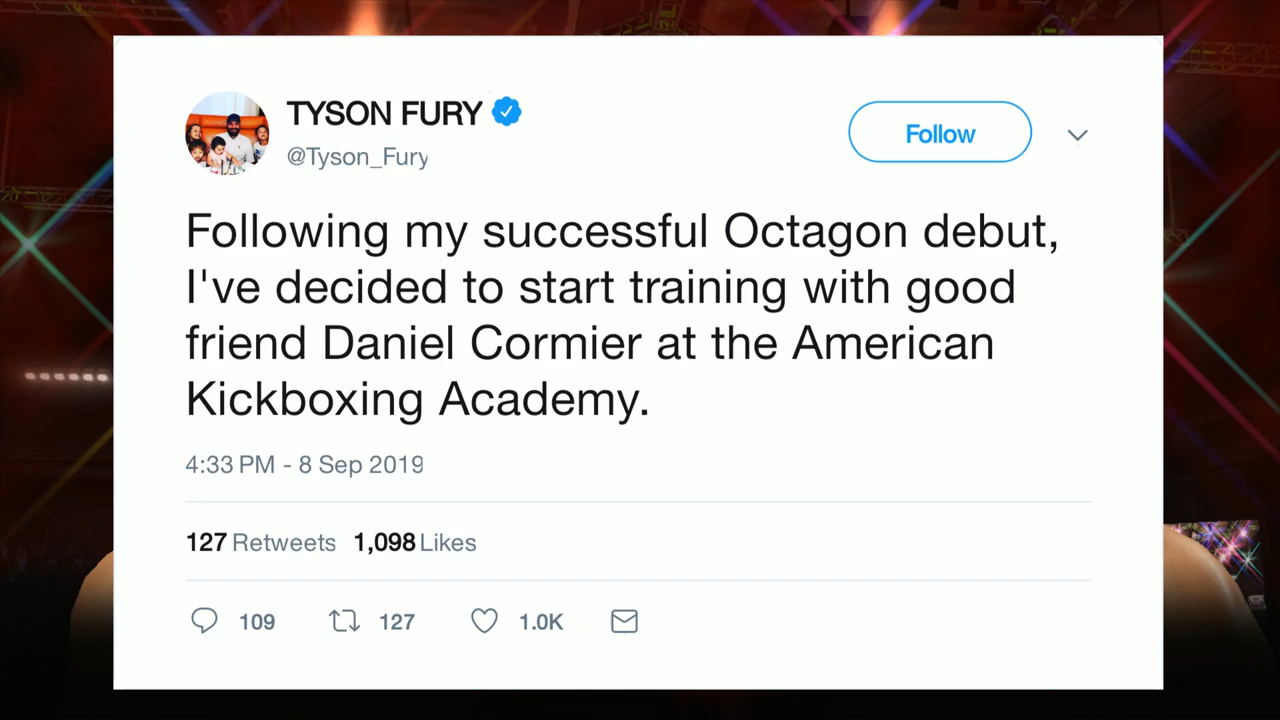 TYSON FURY
@Tyson_Fury
Follow
Following my successful Octagon debut,
I've decided to start training with good
friend Daniel Cormier at the American
Kickboxing Academy.
4:33 PM - 8 Sep 2019
127 Retweets 1,098 Likes
109 127 1.0K